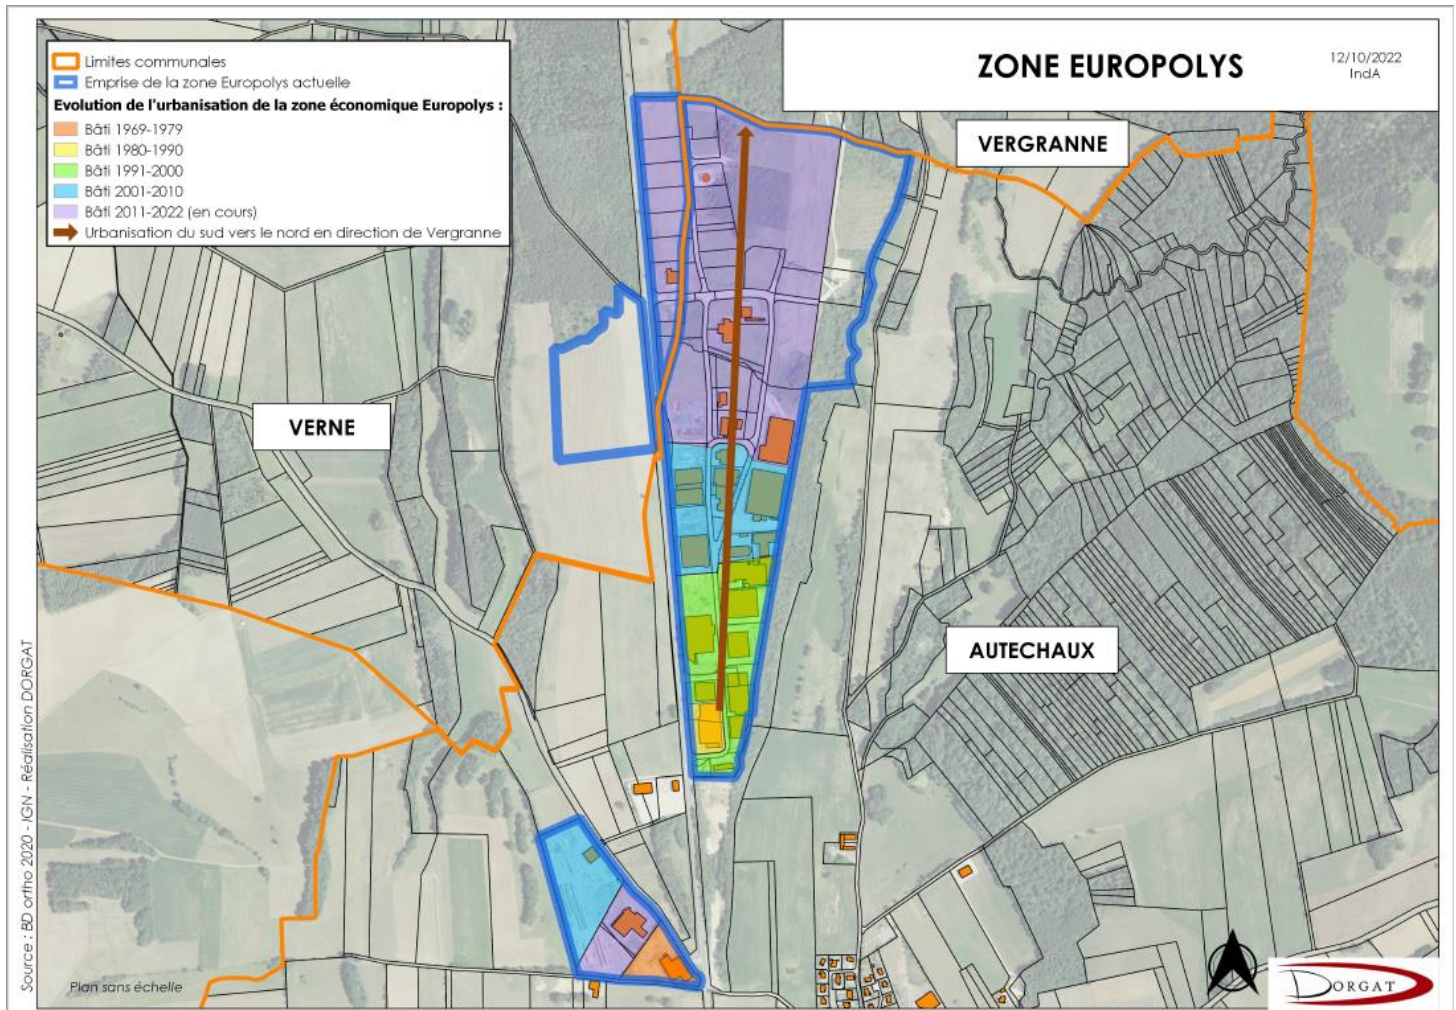 ZONE EUROPOLYS
12/10/2022
IndA
Limites communales
Emprise de la zone Europolys actuelle
Evolution de l'urbanisation de la zone économique Europolys :
Bâti 1969-1979
Bâti 1980-1990
Bâti 1991-2000
Bâti 2001-2010
Bâti 2011-2022 (en cours)
Urbanisation du sud vers le nord en direction de Vergranne
VERGRANNE
VERNE
AUTECHAUX
Source : BD ortho 2020 - IGN - Réalisation DORGAT
Plan sans échelle
DORGAT